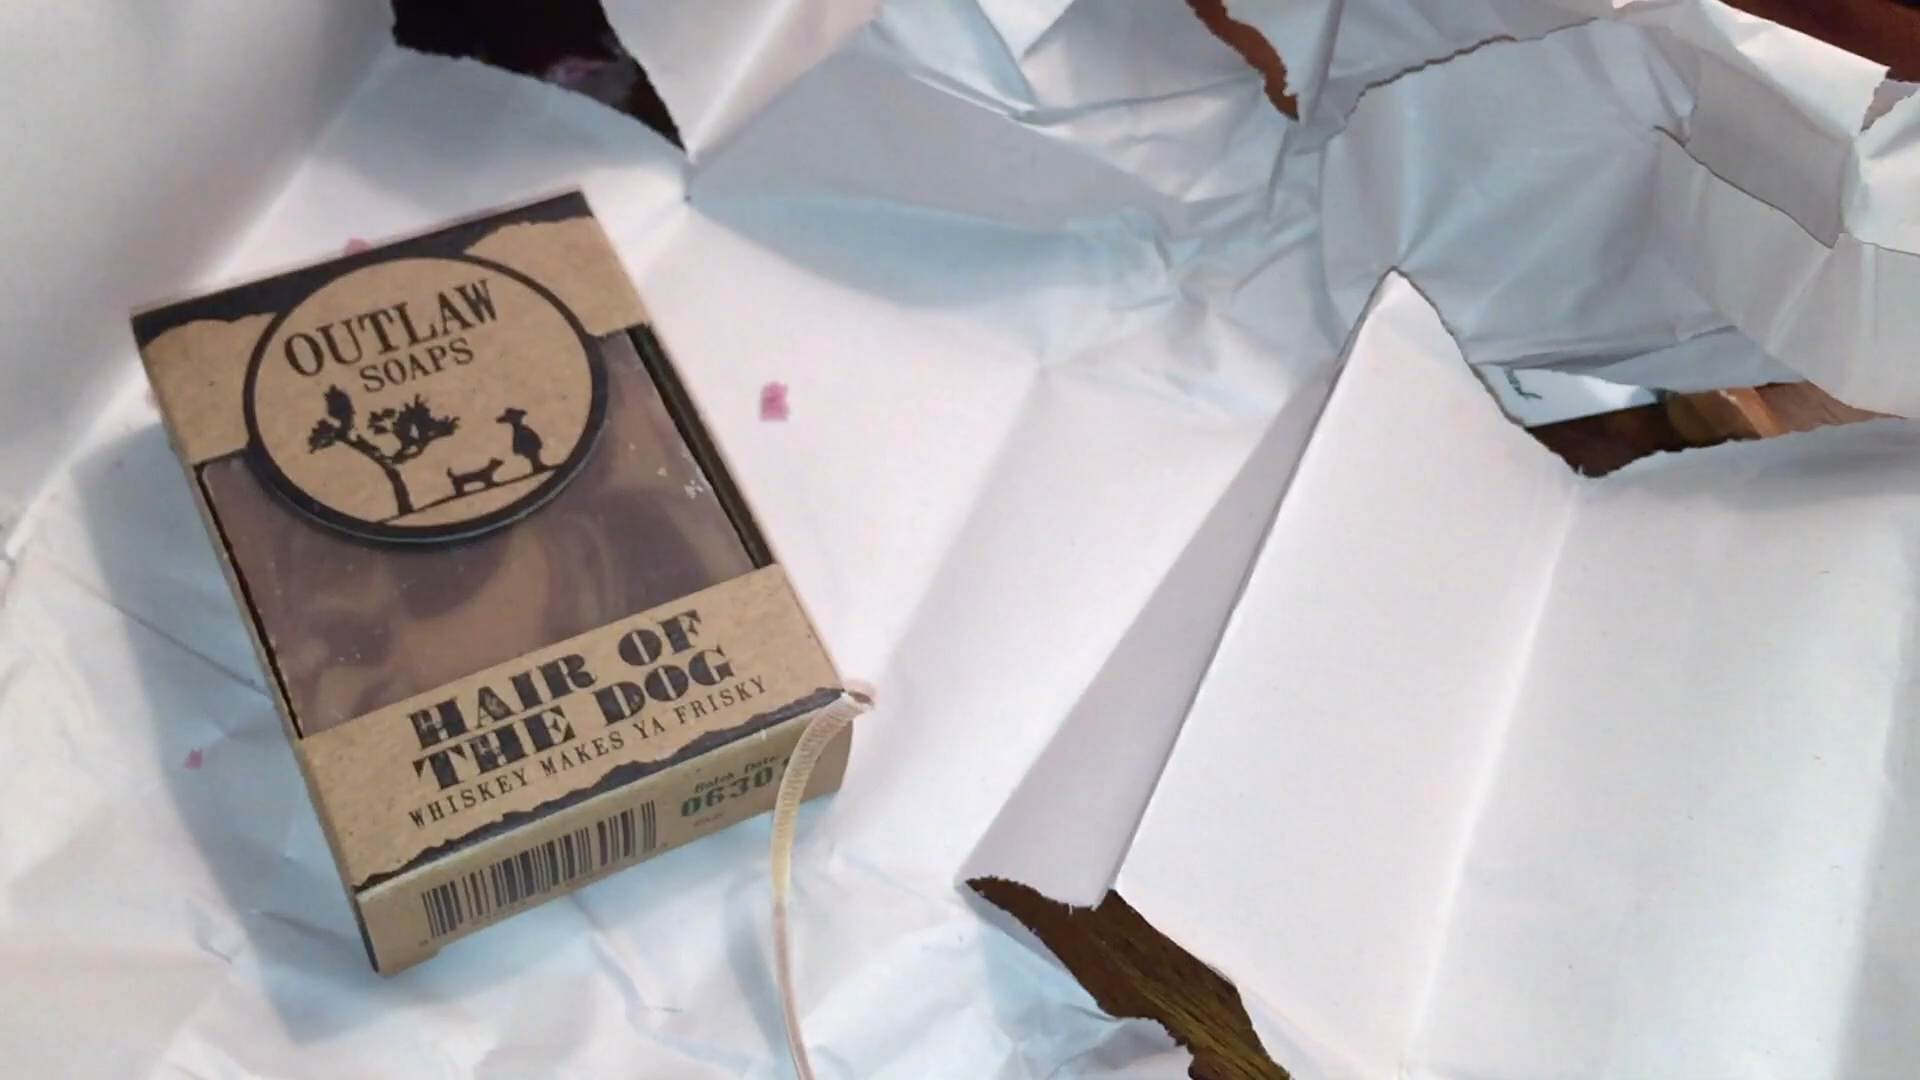 OUTLAW
SOAPS
HAIR OF
THE DOG
WHISKEY MAKES YA FRISKY
Batch Date:
0630